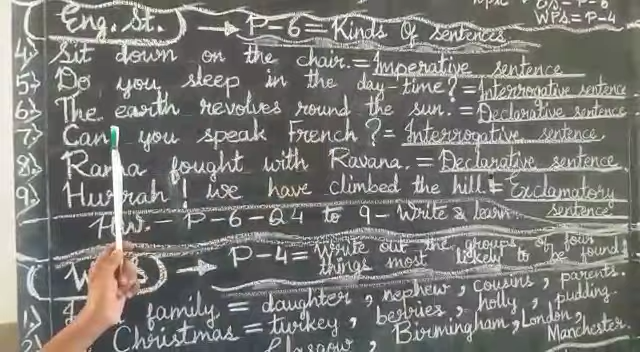 (Eng. St.) → P-6 = Kinds Of sentences
WPS = P-4
4) Sit down on the chair. = Imperative sentence
5) Do you sleep in the day-time? = Interrogative sentence
6) The earth revolves round the sun. = Declarative sentence
7) Can you speak French? = Interrogative sentence.
8) Rama fought with Ravana. = Declarative sentence
9) Hurrah! we have climbed the hill! = Exclamatory sentence.
H.W. - P-6-Q4 to 9 - Write & learn
→ P-4 = Write out the groups of four things most likely to be found
1) family = daughter, nephew, cousins, parents.
2) Christmas = turkey, berries, holly, pudding.
Glasgow, Birmingham, London, Manchester.